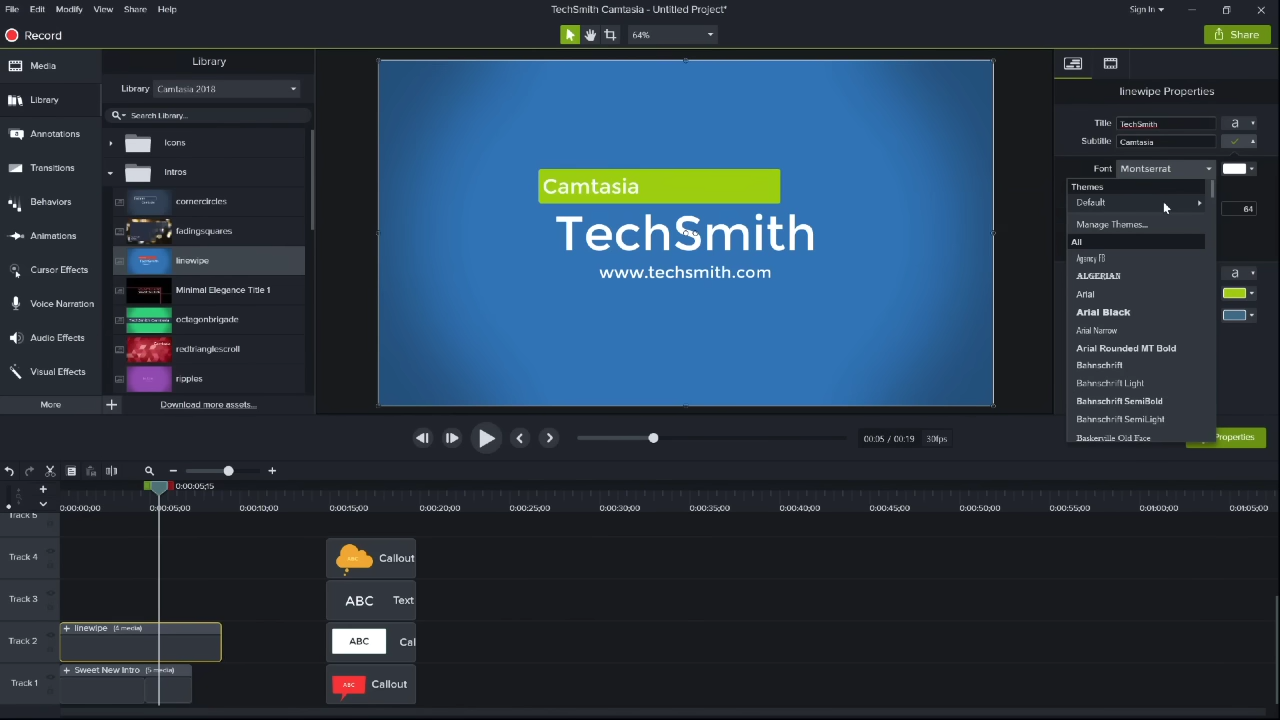 File Edit Modify View Share Help
TechSmith Camtasia - Untitled Project*
Sign In
Record
64%
Share
Media
Library
Annotations
Transitions
Behaviors
Animations
Cursor Effects
Voice Narration
Audio Effects
Visual Effects
More
Library
Library Camtasia 2018
Search Library...
Icons
Intros
cornercircles
fadingsquares
linewipe
Minimal Elegance Title 1
octagonbrigade
redtrianglescroll
ripples
Download more assets...
Camtasia
TechSmith
www.techsmith.com
linewipe Properties
Title TechSmith a
Subtitle Camtasia
Font Montserrat
Themes
Default
64
Manage Themes...
All
Agency FB
ALGERIAN
a
Arial
Arial Black
Arial Narrow
Arial Rounded MT Bold
Bahnschrift
Bahnschrift Light
Bahnschrift SemiBold
Bahnschrift SemiLight
Baskerville Old Face
Properties
00:05 / 00:19 30fps
0:00:05;15
0:00:00;00 0:00:05;00 0:00:10;00 0:00:15;00 0:00:20;00 0:00:25;00 0:00:30;00 0:00:35;00 0:00:40;00 0:00:45;00 0:00:50;00 0:00:55;00 0:01:00;00 0:01:05;00
Track 5
Track 4
ABC Callout
Track 3
ABC Text
Track 2
+ linewipe (4 media)
ABC Cal
Track 1
+ Sweet New Intro (5 media)
ABC Callout